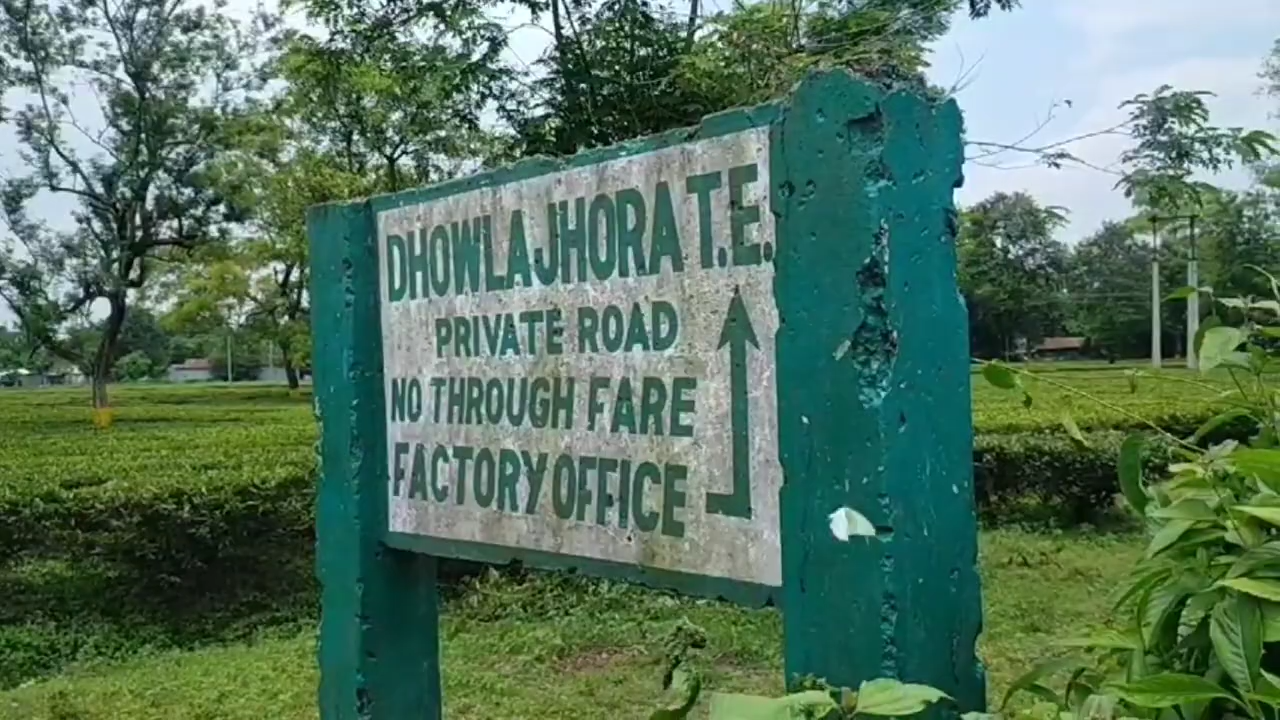 DHOWLAJHORA T.E.
PRIVATE ROAD
NO THROUGH FARE
FACTORY OFFICE